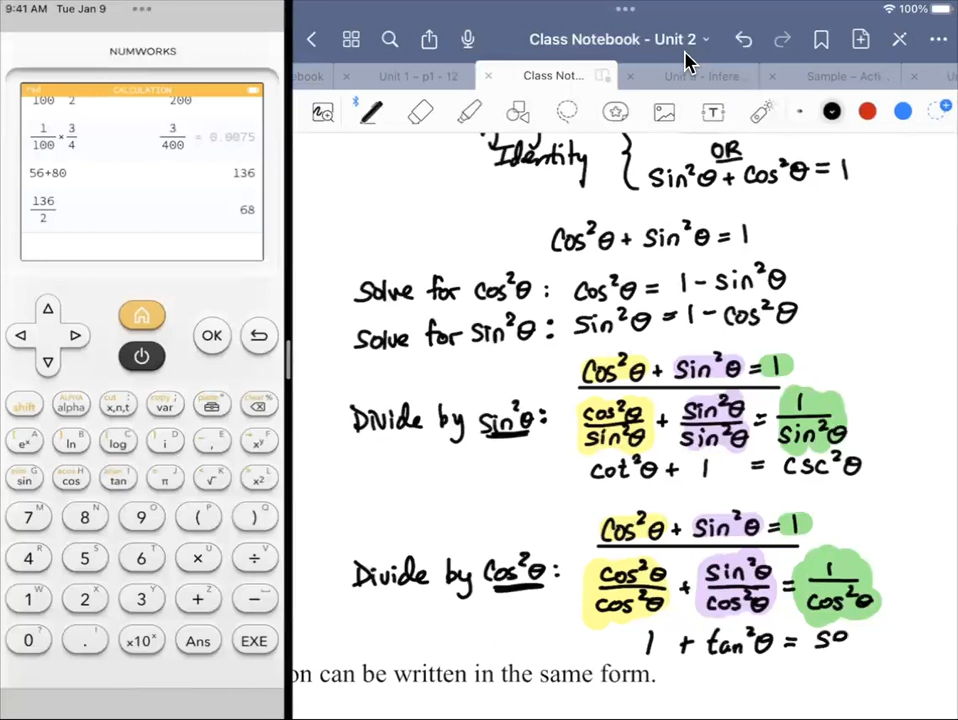 9:41 AM Tue Jan 9
100%
NUMWORKS
Class Notebook - Unit 2
rad CALCULATION
100 2 200
1/100 × 3/4 3/400 = 0.0075
56+80 136
136/2 68
ebook
Unit 1 – p1 - 12
Class Not...
Sample – Acti
T
Identity
OR
Sin²θ + Cos²θ = 1
Cos²θ + Sin²θ = 1
Solve for Cos²θ : Cos²θ = 1 - Sin²θ
Solve for Sin²θ : Sin²θ = 1 - Cos²θ
Cos²θ + Sin²θ = 1
Divide by Sin²θ : Cos²θ/Sin²θ + Sin²θ/Sin²θ = 1/Sin²θ
Cot²θ + 1 = CSC²θ
Cos²θ + Sin²θ = 1
Divide by Cos²θ : Cos²θ/Cos²θ + Sin²θ/Cos²θ = 1/Cos²θ
1 + tan²θ = se
on can be written in the same form.
OK
shift alpha x,n,t var
eˣ ln log i , xʸ
sin cos tan π √ x²
7 8 9 ( )
4 5 6 × ÷
1 2 3 + −
0 . ×10ˣ Ans EXE